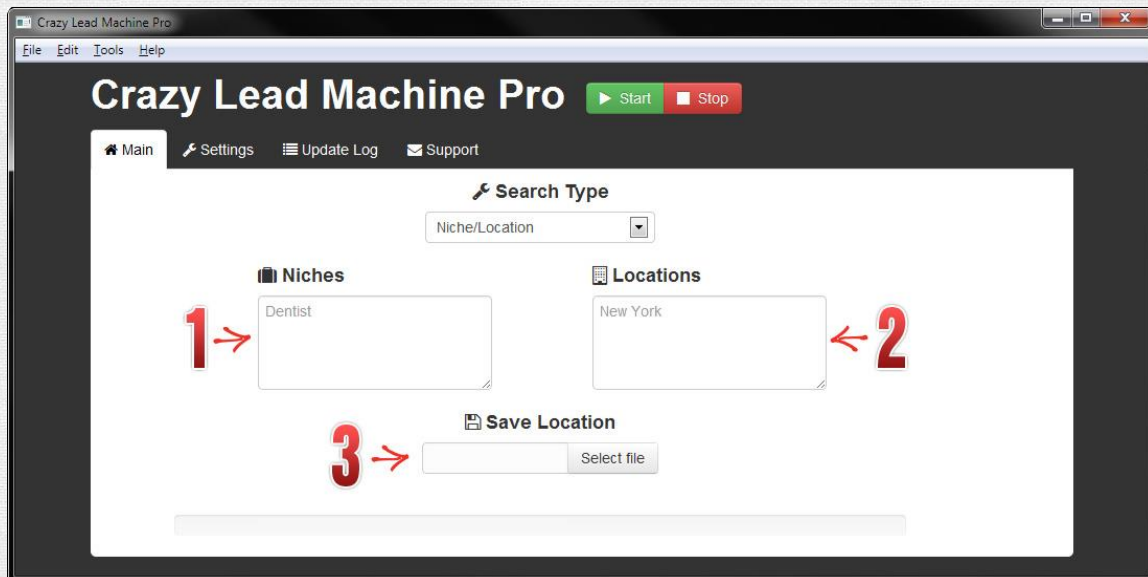 Crazy Lead Machine Pro
File Edit Tools Help
Crazy Lead Machine Pro Start Stop
Main Settings Update Log Support
Search Type
Niche/Location
Niches Locations
Dentist New York
1 2
Save Location
3 Select file